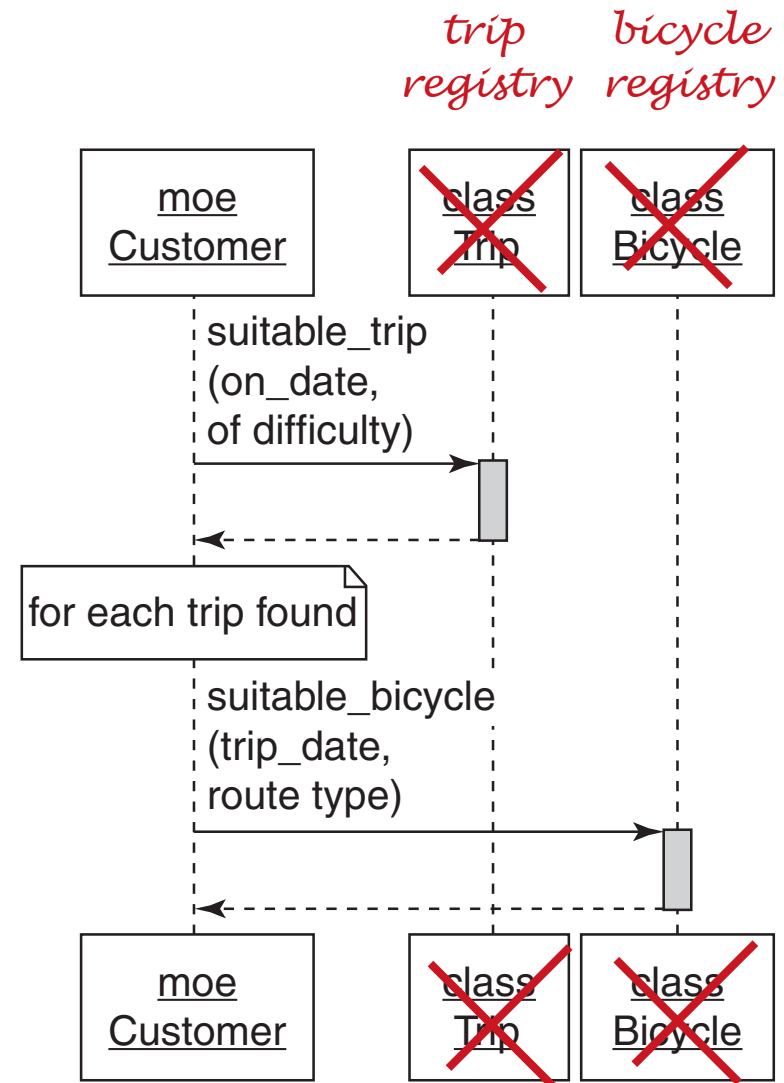 trip bicycle
registry registry
moe class class
Customer Trip Bicycle
suitable_trip
(on_date,
of difficulty)
for each trip found
suitable_bicycle
(trip_date,
route type)
moe class class
Customer Trip Bicycle